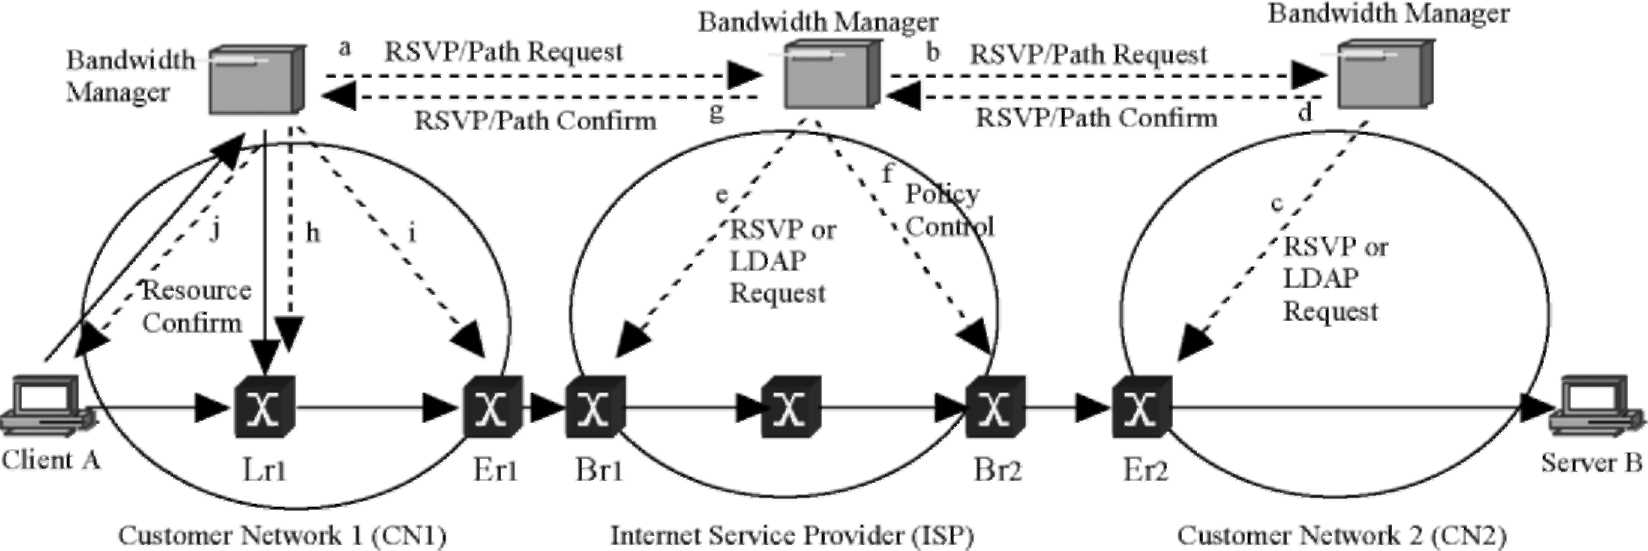 Bandwidth Manager
Bandwidth Manager
Bandwidth
Manager
a
RSVP/Path Request
b
RSVP/Path Request
RSVP/Path Confirm
g
RSVP/Path Confirm
d
j
h
i
e
f
Policy
Control
c
RSVP or
LDAP
Request
RSVP or
LDAP
Request
Resource
Confirm
Client A
Lr1
Er1
Br1
Br2
Er2
Server B
Customer Network 1 (CN1)
Internet Service Provider (ISP)
Customer Network 2 (CN2)